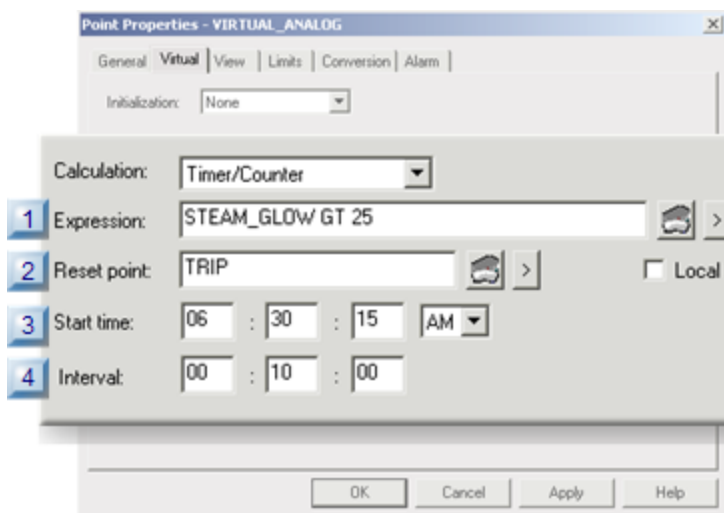 Point Properties - VIRTUAL_ANALOG
General Virtual View Limits Conversion Alarm
Initialization: None
Calculation: Timer/Counter
1 Expression: STEAM_GLOW GT 25 >
2 Reset point: TRIP > Local
3 Start time: 06 : 30 : 15 AM
4 Interval: 00 : 10 : 00
OK Cancel Apply Help